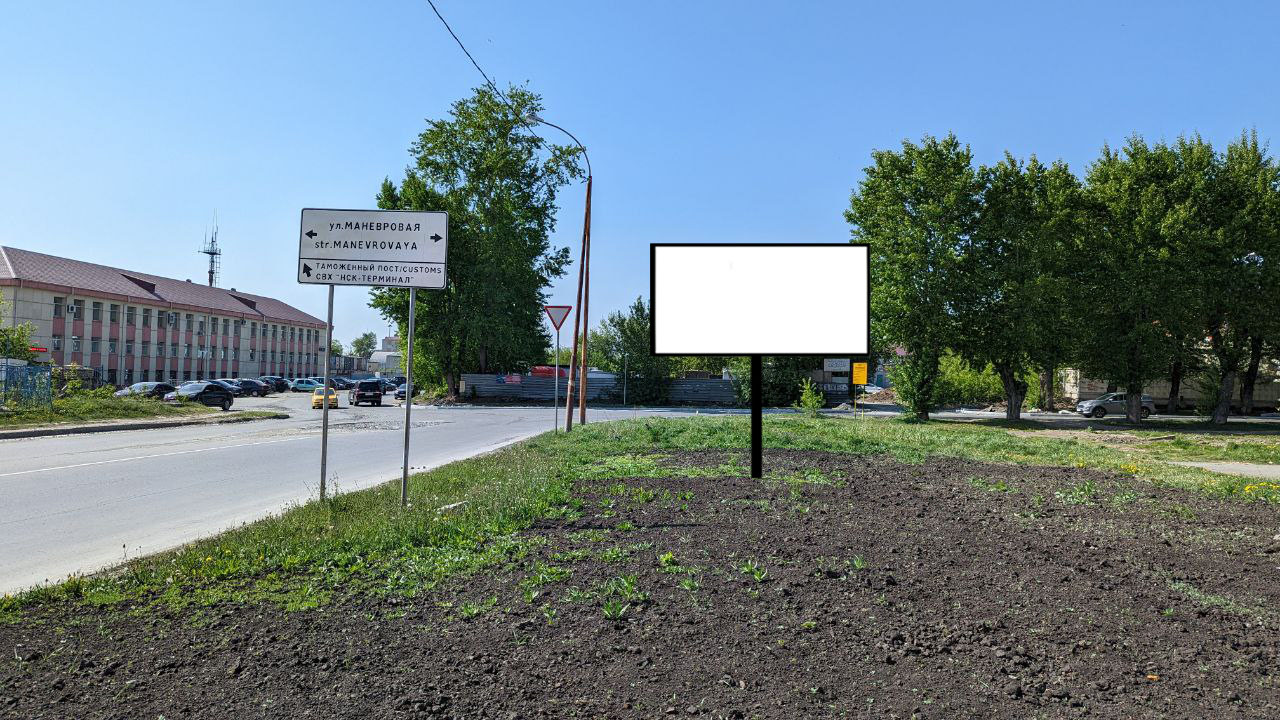 ул.МАНЕВРОВАЯ
str.MANEVROVAYA
ТАМОЖЕННЫЙ ПОСТ/CUSTOMS
СВХ "НСК-ТЕРМИНАЛ"